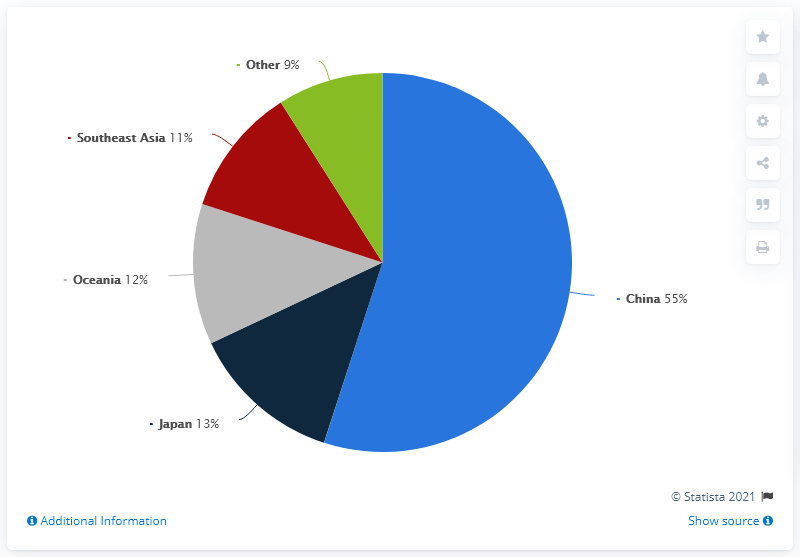 Other 9%
Southeast Asia 11%
Oceania 12%
China 55%
Japan 13%
© Statista 2021
Additional Information
Show source